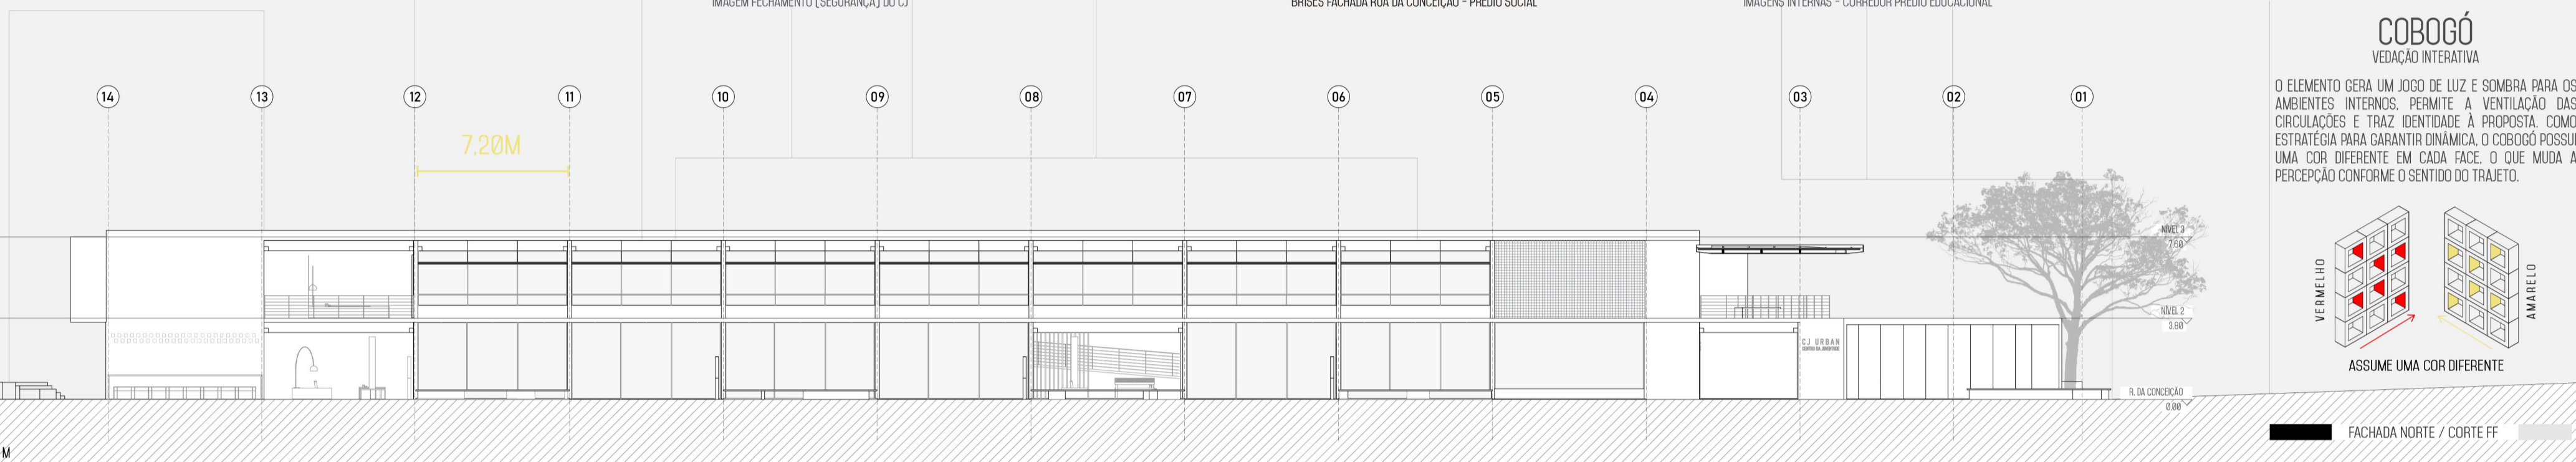 IMAGEM FECHAMENTO (SEGURANÇA) DO CJ
BRISES FACHADA RUA DA CONCEIÇÃO - PRÉDIO SOCIAL
IMAGENS INTERNAS - CORREDOR PRÉDIO EDUCACIONAL
14 13 12 11 10 09 08 07 06 05 04 03 02 01
7.20M
NÍVEL 3
7.60
NÍVEL 2
3.80
CJ URBAN
CENTRO DA JUVENTUDE
R. DA CONCEIÇÃO
0.00
M
COBOGÓ
VEDAÇÃO INTERATIVA
O ELEMENTO GERA UM JOGO DE LUZ E SOMBRA PARA OS
AMBIENTES INTERNOS, PERMITE A VENTILAÇÃO DAS
CIRCULAÇÕES E TRAZ IDENTIDADE À PROPOSTA. COMO
ESTRATÉGIA PARA GARANTIR DINÂMICA, O COBOGÓ POSSUI
UMA COR DIFERENTE EM CADA FACE, O QUE MUDA A
PERCEPÇÃO CONFORME O SENTIDO DO TRAJETO.
VERMELHO
AMARELO
ASSUME UMA COR DIFERENTE
FACHADA NORTE / CORTE FF